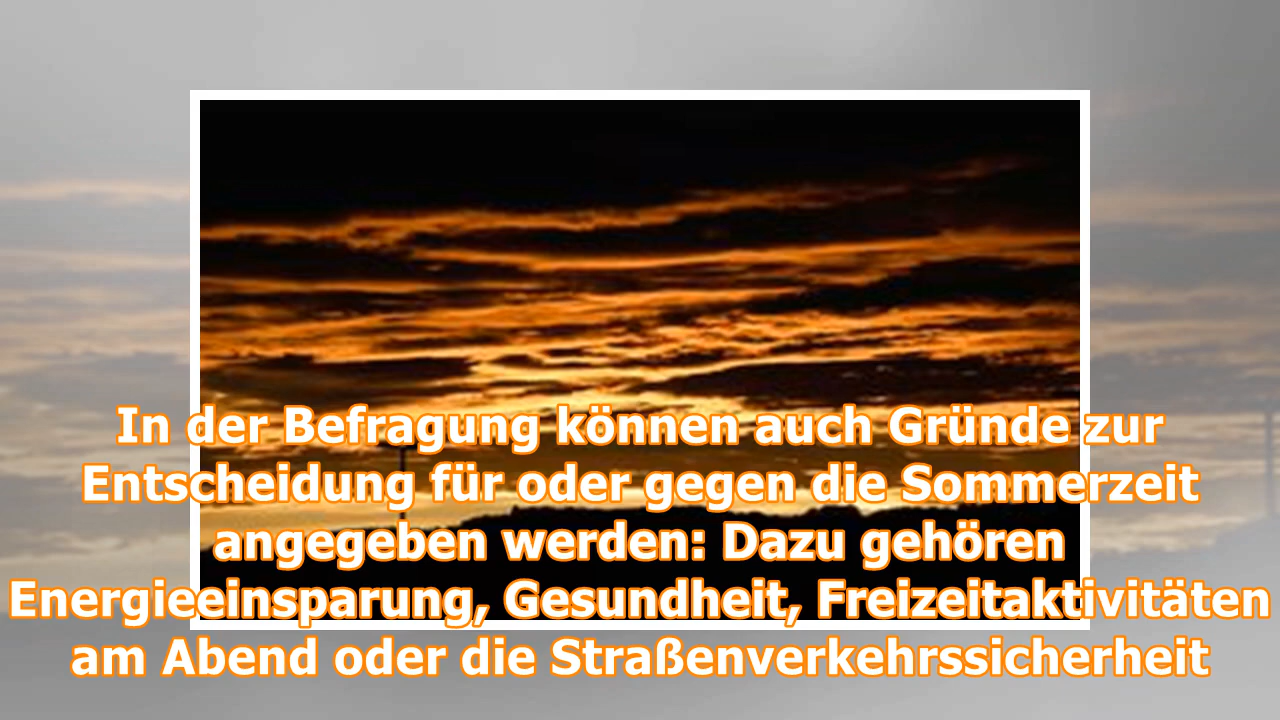 In der Befragung können auch Gründe zur
Entscheidung für oder gegen die Sommerzeit
angegeben werden: Dazu gehören
Energieeinsparung, Gesundheit, Freizeitaktivitäten
am Abend oder die Straßenverkehrssicherheit